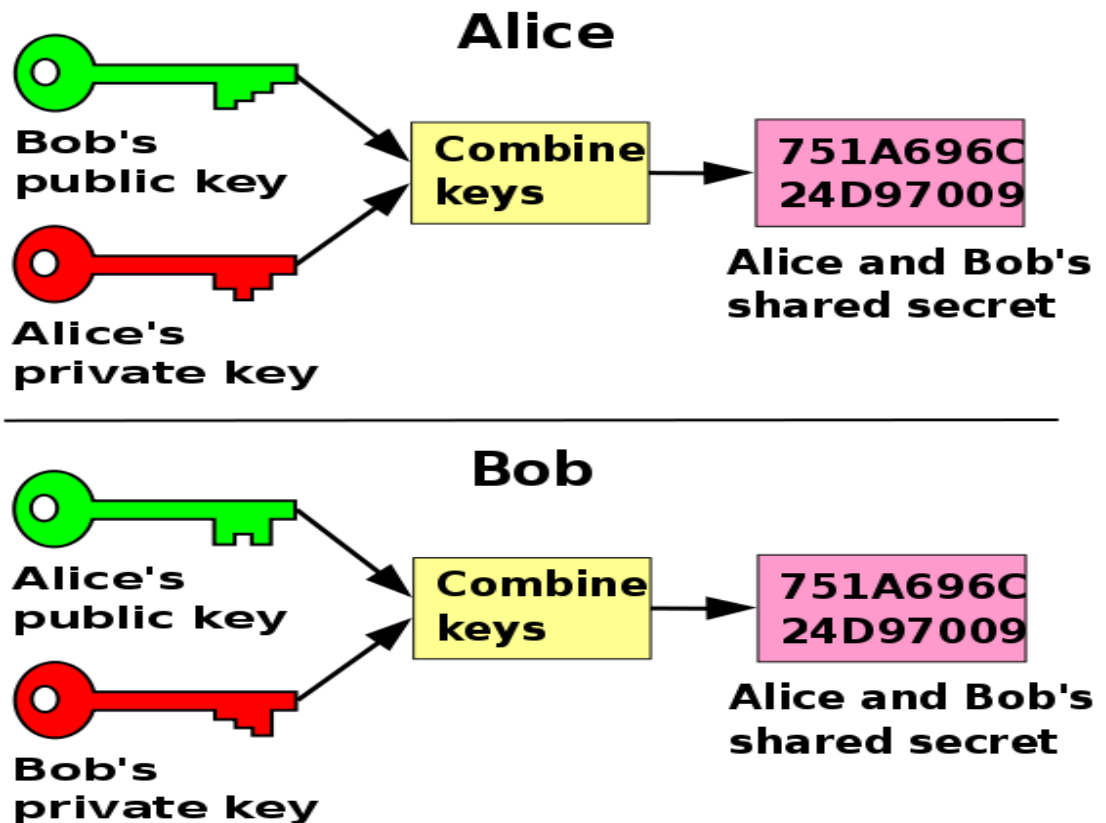 Alice
Bob's
public key
Combine
keys
751A696C
24D97009
Alice and Bob's
shared secret
Alice's
private key
Bob
Alice's
public key
Combine
keys
751A696C
24D97009
Alice and Bob's
shared secret
Bob's
private key